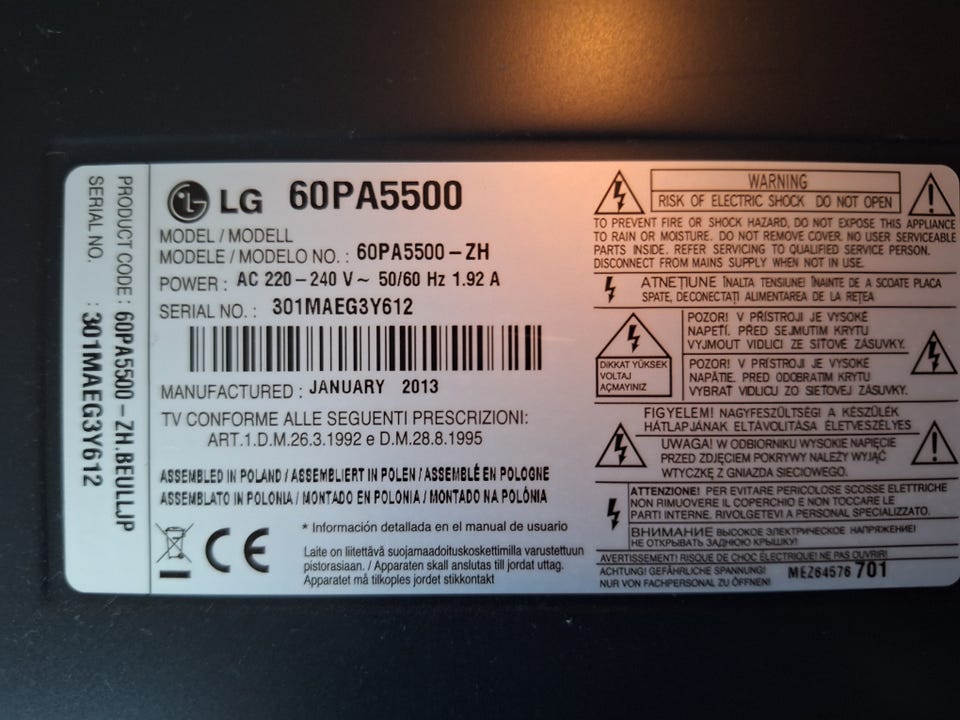 PRODUCT CODE : 60PA5500-ZH.BEULLJP
SERIAL NO. : 301MAEG3Y612
LG 60PA5500
MODEL / MODELL
MODELE / MODELO NO. : 60PA5500-ZH
POWER : AC 220-240 V~ 50/60 Hz 1.92 A
SERIAL NO. : 301MAEG3Y612
MANUFACTURED : JANUARY 2013
TV CONFORME ALLE SEGUENTI PRESCRIZIONI:
ART.1.D.M.26.3.1992 e D.M.28.8.1995
ASSEMBLED IN POLAND / ASSEMBLIERT IN POLEN / ASSEMBLÉ EN POLOGNE
ASSEMBLATO IN POLONIA / MONTADO EN POLONIA / MONTADO NA POLÔNIA
CE
* Información detallada en el manual de usuario
Laite on liitettävä suojamaadoituskoskettimilla varustettuun
pistorasiaan. / Apparaten skall anslutas till jordat uttag.
Apparatet må tilkoples jordet stikkontakt
WARNING
RISK OF ELECTRIC SHOCK DO NOT OPEN
TO PREVENT FIRE OR SHOCK HAZARD, DO NOT EXPOSE THIS APPLIANCE
TO RAIN OR MOISTURE. DO NOT REMOVE COVER. NO USER SERVICEABLE
PARTS INSIDE. REFER SERVICING TO QUALIFIED SERVICE PERSON.
DISCONNECT FROM MAINS SUPPLY WHEN NOT IN USE.
ATNEŢIUNE ÎNALTA TENSIUNE! ÎNAINTE DE A SCOATE PLACA
SPATE, DECONECTAŢI ALIMENTAREA DE LA REŢEA
DIKKAT YÜKSEK
VOLTAJ
AÇMAYINIZ
POZOR! V PŘÍSTROJI JE VYSOKÉ
NAPĚTÍ. PŘED SEJMUTIM KRYTU
VYJMOUT VIDLICI ZE SÍŤOVÉ ZÁSUVKY.
POZOR! V PRÍSTROJI JE VYSOKÉ
NAPÄTIE. PRED ODOBRATIM KRYTU
VYBRAŤ VIDLICU ZO SIEŤOVEJ ZÁSUVKY.
FIGYELEM! NAGYFESZÜLTSÉG! A KÉSZÜLÉK
HÁTLAPJÁNAK ELTÁVOLÍTÁSA ÉLETVESZÉLYES
UWAGA! W ODBIORNIKU WYSOKIE NAPIĘCIE
PRZED ZDJĘCIEM POKRYWY NALEŻY WYJĄĆ
WTYCZKĘ Z GNIAZDA SIECIOWEGO.
ATTENZIONE! PER EVITARE PERICOLOSE SCOSSE ELETTRICHE
NON RIMUOVERE IL COPERCHIO E NON TOCCARE LE
PARTI INTERNE. RIVOLGETEVI A PERSONAL SPECIALIZZATO.
ВНИМАНИЕ ВЫСОКОЕ ЭЛЕКТРИЧЕСКОЕ НАПРЯЖЕНИЕ!
НЕ ОТКРЫВАТЬ ЗАДНЮЮ КРЫШКУ!
AVERTISSEMENT! RISQUE DE CHOC ÉLECTRIQUE! NE PAS OUVRIR!
ACHTUNG! GEFÄHRLICHE SPANNUNG!
NUR VON FACHPERSONAL ZU ÖFFNEN!
MEZ64576 701